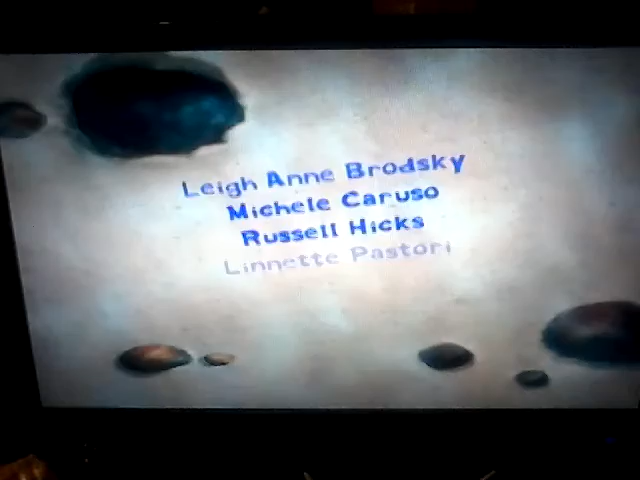 Leigh Anne Brodsky
Michele Caruso
Russell Hicks
Linnette Pastori